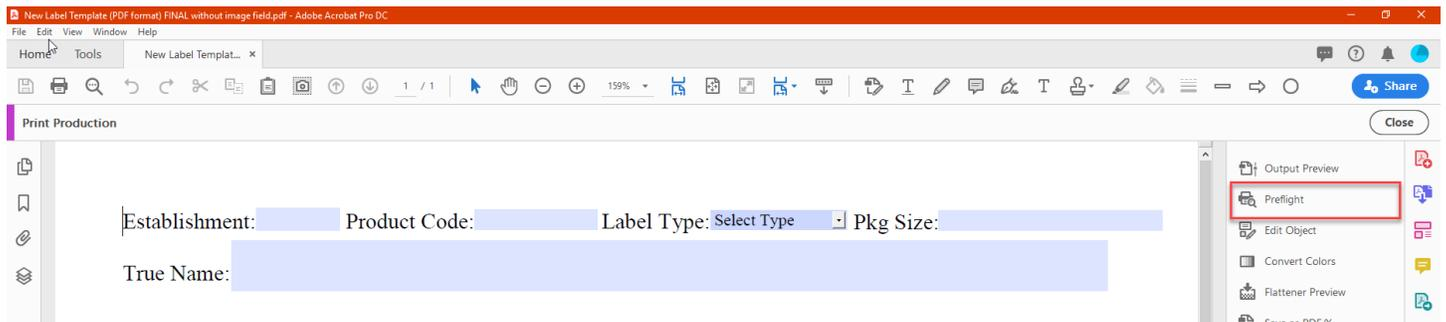 New Label Template (PDF format) FINAL without image field.pdf - Adobe Acrobat Pro DC
File Edit View Window Help
Home Tools New Label Templat... ×
1 / 1 159% Share
Print Production Close
Output Preview
Preflight
Establishment: Product Code: Label Type: Select Type Pkg Size:
Edit Object
Convert Colors
True Name:
Flattener Preview